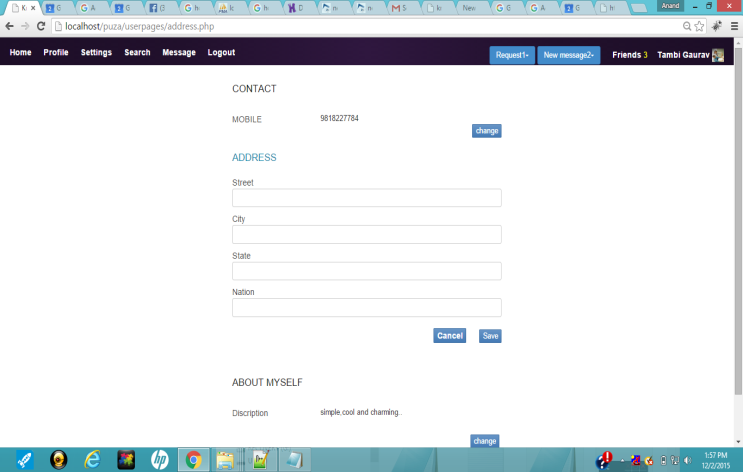 Anand
localhost/puza/userpages/address.php
Home Profile Settings Search Message Logout
Request1- New message2- Friends 3 Tambi Gaurav
CONTACT
MOBILE 9818227784
change
ADDRESS
Street
City
State
Nation
Cancel Save
ABOUT MYSELF
Discription simple.cool and charming..
change
1:57 PM
12/2/2015